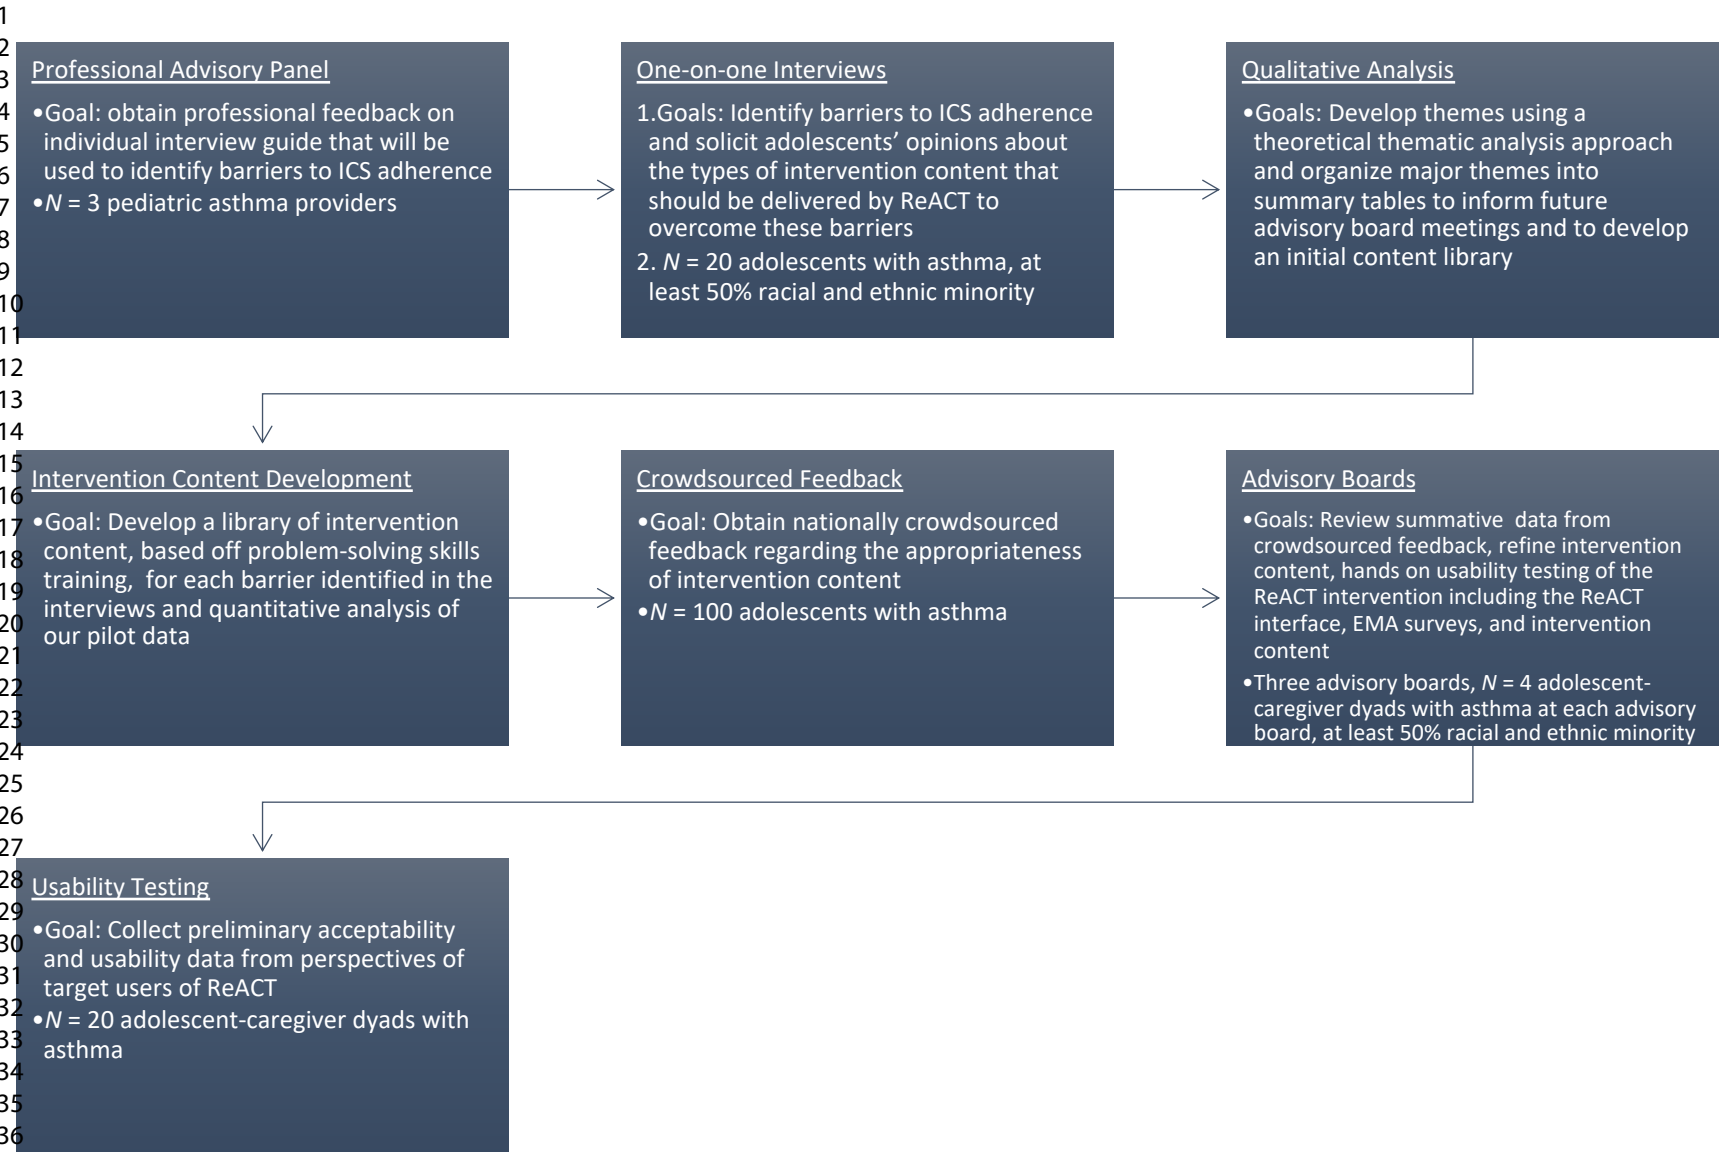 1
2
3
4
5
6
7
8
9
10
11
12
13
14
15
16
17
18
19
20
21
22
23
24
25
26
27
28
29
30
31
32
33
34
35
36
Professional Advisory Panel
•Goal: obtain professional feedback on
individual interview guide that will be
used to identify barriers to ICS adherence
•N = 3 pediatric asthma providers
One-on-one Interviews
1.Goals: Identify barriers to ICS adherence
and solicit adolescents’ opinions about
the types of intervention content that
should be delivered by ReACT to
overcome these barriers
2. N = 20 adolescents with asthma, at
least 50% racial and ethnic minority
Qualitative Analysis
•Goals: Develop themes using a
theoretical thematic analysis approach
and organize major themes into
summary tables to inform future
advisory board meetings and to develop
an initial content library
Intervention Content Development
•Goal: Develop a library of intervention
content, based off problem-solving skills
training, for each barrier identified in the
interviews and quantitative analysis of
our pilot data
Crowdsourced Feedback
•Goal: Obtain nationally crowdsourced
feedback regarding the appropriateness
of intervention content
•N = 100 adolescents with asthma
Advisory Boards
•Goals: Review summative data from
crowdsourced feedback, refine intervention
content, hands on usability testing of the
ReACT intervention including the ReACT
interface, EMA surveys, and intervention
content
•Three advisory boards, N = 4 adolescent-
caregiver dyads with asthma at each advisory
board, at least 50% racial and ethnic minority
Usability Testing
•Goal: Collect preliminary acceptability
and usability data from perspectives of
target users of ReACT
•N = 20 adolescent-caregiver dyads with
asthma